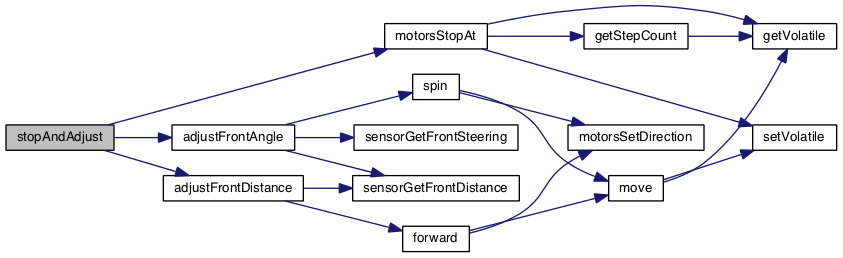 motorsStopAt
getStepCount
getVolatile
spin
stopAndAdjust
adjustFrontAngle
sensorGetFrontSteering
motorsSetDirection
setVolatile
adjustFrontDistance
sensorGetFrontDistance
move
forward